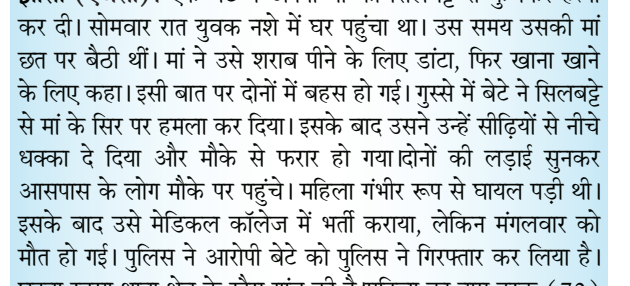 कर दी। सोमवार रात युवक नशे में घर पहुंचा था। उस समय उसकी मां
छत पर बैठी थीं। मां ने उसे शराब पीने के लिए डांटा, फिर खाना खाने
के लिए कहा। इसी बात पर दोनों में बहस हो गई। गुस्से में बेटे ने सिलबट्टे
से मां के सिर पर हमला कर दिया। इसके बाद उसने उन्हें सीढ़ियों से नीचे
धक्का दे दिया और मौके से फरार हो गया।दोनों की लड़ाई सुनकर
आसपास के लोग मौके पर पहुंचे। महिला गंभीर रूप से घायल पड़ी थी।
इसके बाद उसे मेडिकल कॉलेज में भर्ती कराया, लेकिन मंगलवार को
मौत हो गई। पुलिस ने आरोपी बेटे को पुलिस ने गिरफ्तार कर लिया है।